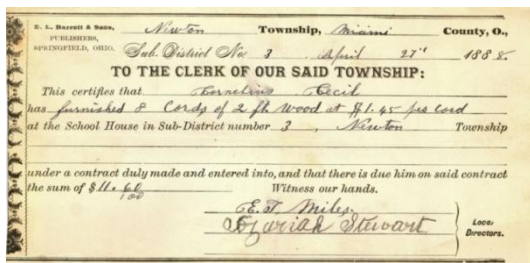 E. L. Barrett & Sons,
PUBLISHERS,
SPRINGFIELD, OHIO.
Newton Township, Miami County, O.,
Sub. District No 3 April 27th 1888.
TO THE CLERK OF OUR SAID TOWNSHIP:
This certifies that Cornelius Cecil
has furnished 8 Cords of 2 ft Wood at $1.45 per Cord
at the School House in Sub-District number 3, Newton Township
under a contract duly made and entered into, and that there is due him on said contract
the sum of $11.60/100 Witness our hands.
E. T. Miles
Stewart
Local
Directors.